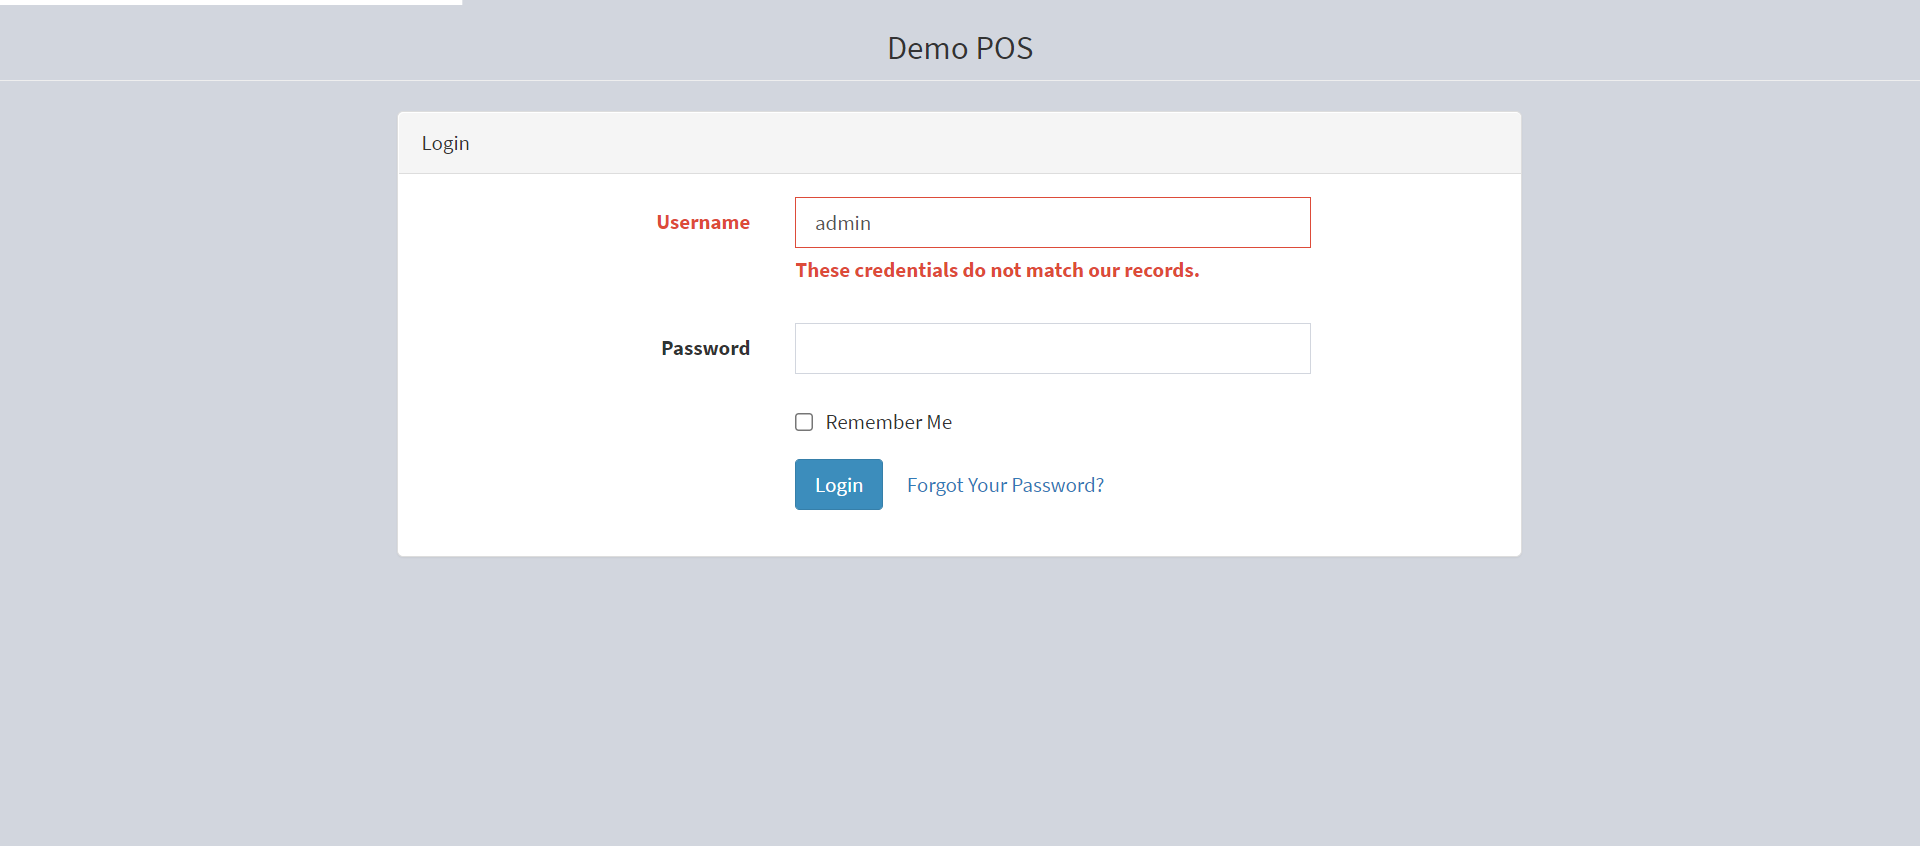 Demo POS
Login
Username
admin
These credentials do not match our records.
Password
Remember Me
Login
Forgot Your Password?